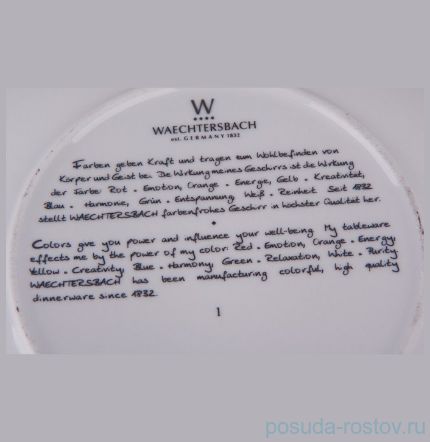 W
WAECHTERSBACH
est. GERMANY 1832
Farben geben Kraft und tragen zum Wohlbefinden von
Körper und Geist bei. Die Wirkung meines Geschirrs ist die Wirkung
der Farbe Rot - Emotion, Orange - Energie, Gelb - Kreativität,
Blau - Harmonie, Grün - Entspannung, Weiß - Reinheit. Seit 1832
stellt WAECHTERSBACH farbenfrohes Geschirr in höchster Qualität her.
Colors give you power and influence your well-being. My tableware
effects me by the power of my color: Red - Emotion, Orange - Energy,
Yellow - Creativity, Blue - Harmony, Green - Relaxation, White - Purity.
WAECHTERSBACH has been manufacturing colorful, high quality
dinnerware since 1832.
1
posuda-rostov.ru